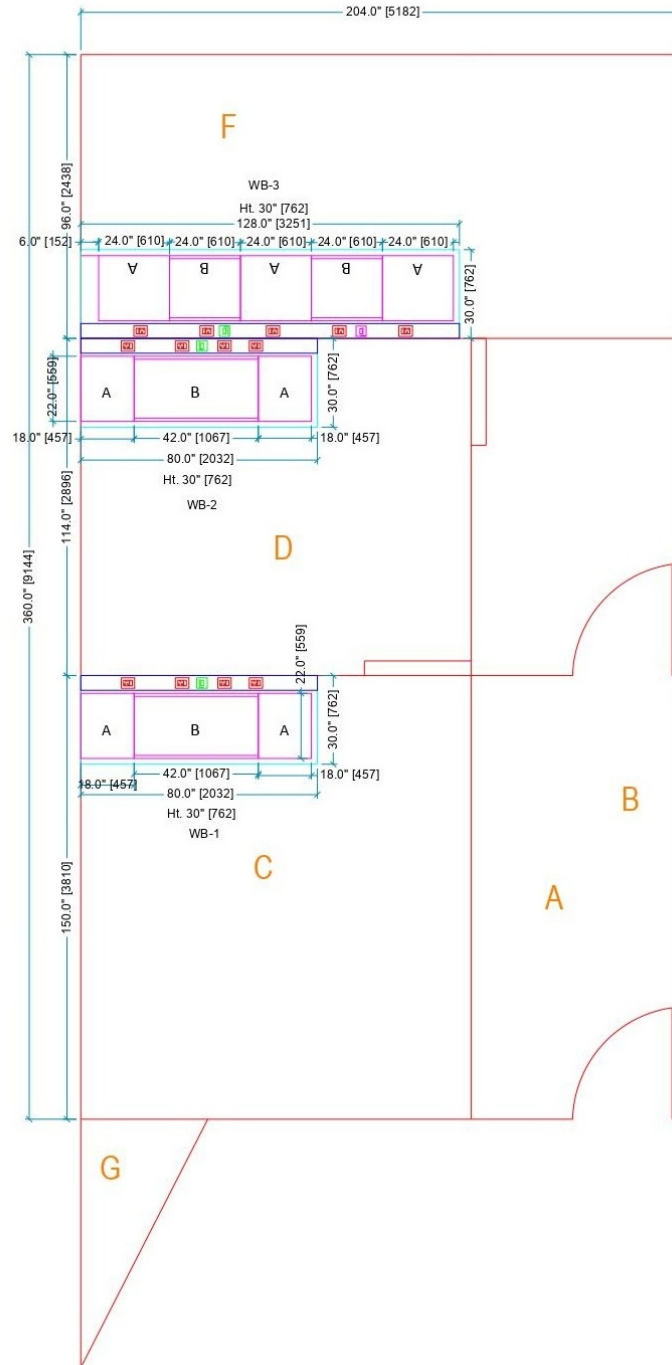 204.0" [5182]
F
96.0" [2438]
WB-3
Ht. 30" [762]
128.0" [3251]
6.0" [152]
24.0" [610]
24.0" [610]
24.0" [610]
24.0" [610]
24.0" [610]
A
B
A
B
A
30.0" [762]
22.0" [559]
A
B
A
30.0" [762]
18.0" [457]
42.0" [1067]
18.0" [457]
80.0" [2032]
Ht. 30" [762]
WB-2
114.0" [2896]
D
360.0" [9144]
22.0" [559]
A
B
A
30.0" [762]
18.0" [457]
42.0" [1067]
18.0" [457]
80.0" [2032]
Ht. 30" [762]
WB-1
B
C
A
150.0" [3810]
G